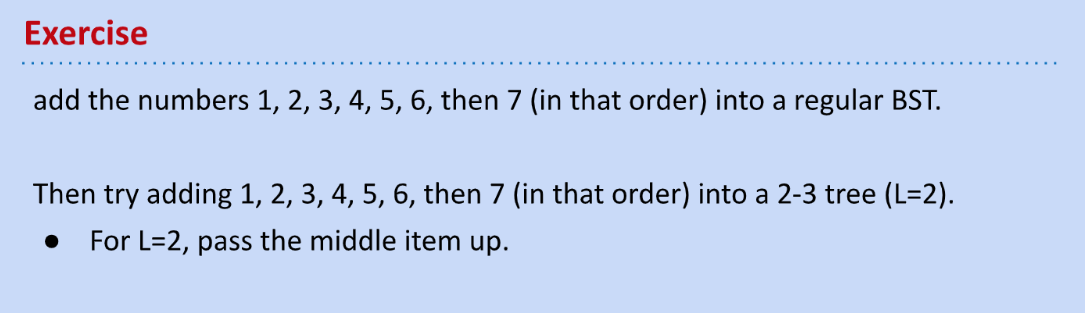 Exercise
add the numbers 1, 2, 3, 4, 5, 6, then 7 (in that order) into a regular BST.
Then try adding 1, 2, 3, 4, 5, 6, then 7 (in that order) into a 2-3 tree (L=2).
● For L=2, pass the middle item up.